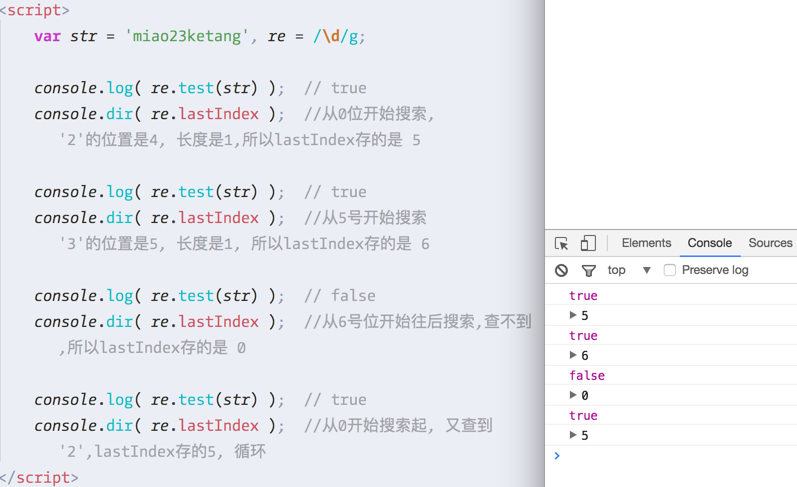 <script>
var str = 'miao23ketang', re = /\d/g;
console.log( re.test(str) );  // true
console.dir( re.lastIndex );  //从0位开始搜索,
'2'的位置是4, 长度是1,所以lastIndex存的是 5
console.log( re.test(str) );  // true
console.dir( re.lastIndex );  //从5号开始搜索
'3'的位置是5, 长度是1, 所以lastIndex存的是 6
console.log( re.test(str) );  // false
console.dir( re.lastIndex );  //从6号位开始往后搜索,查不到
,所以lastIndex存的是 0
console.log( re.test(str) );  // true
console.dir( re.lastIndex );  //从0开始搜索起, 又查到
'2',lastIndex存的5, 循环
</script>
Elements Console Sources
top ▼ Preserve log
true
▶ 5
true
▶ 6
false
▶ 0
true
▶ 5
>